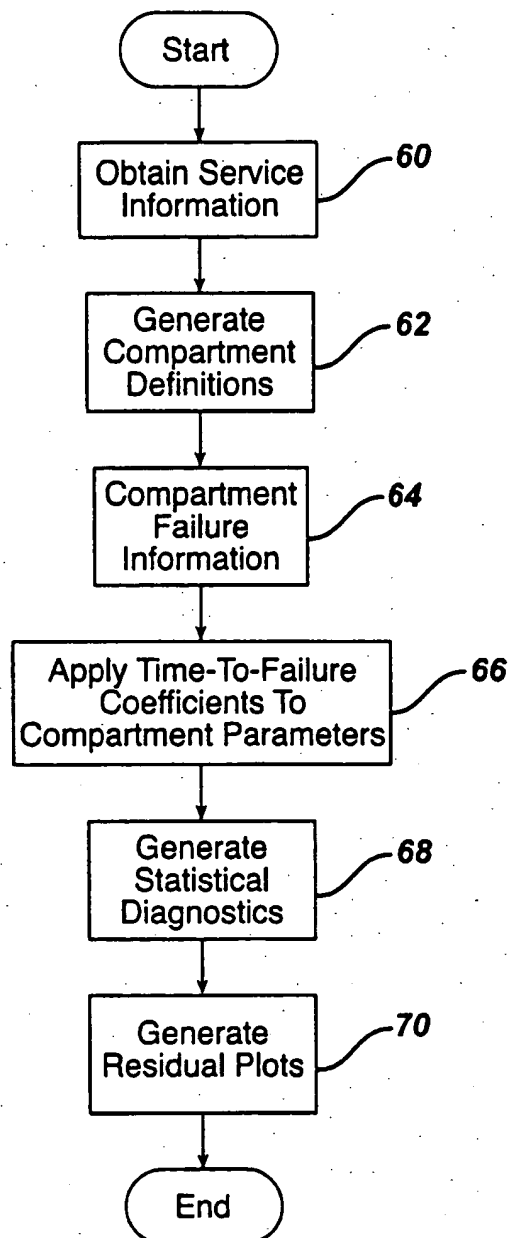 Start
Obtain Service
Information
60
Generate
Compartment
Definitions
62
Compartment
Failure
Information
64
Apply Time-To-Failure
Coefficients To
Compartment Parameters
66
Generate
Statistical
Diagnostics
68
Generate
Residual Plots
70
End